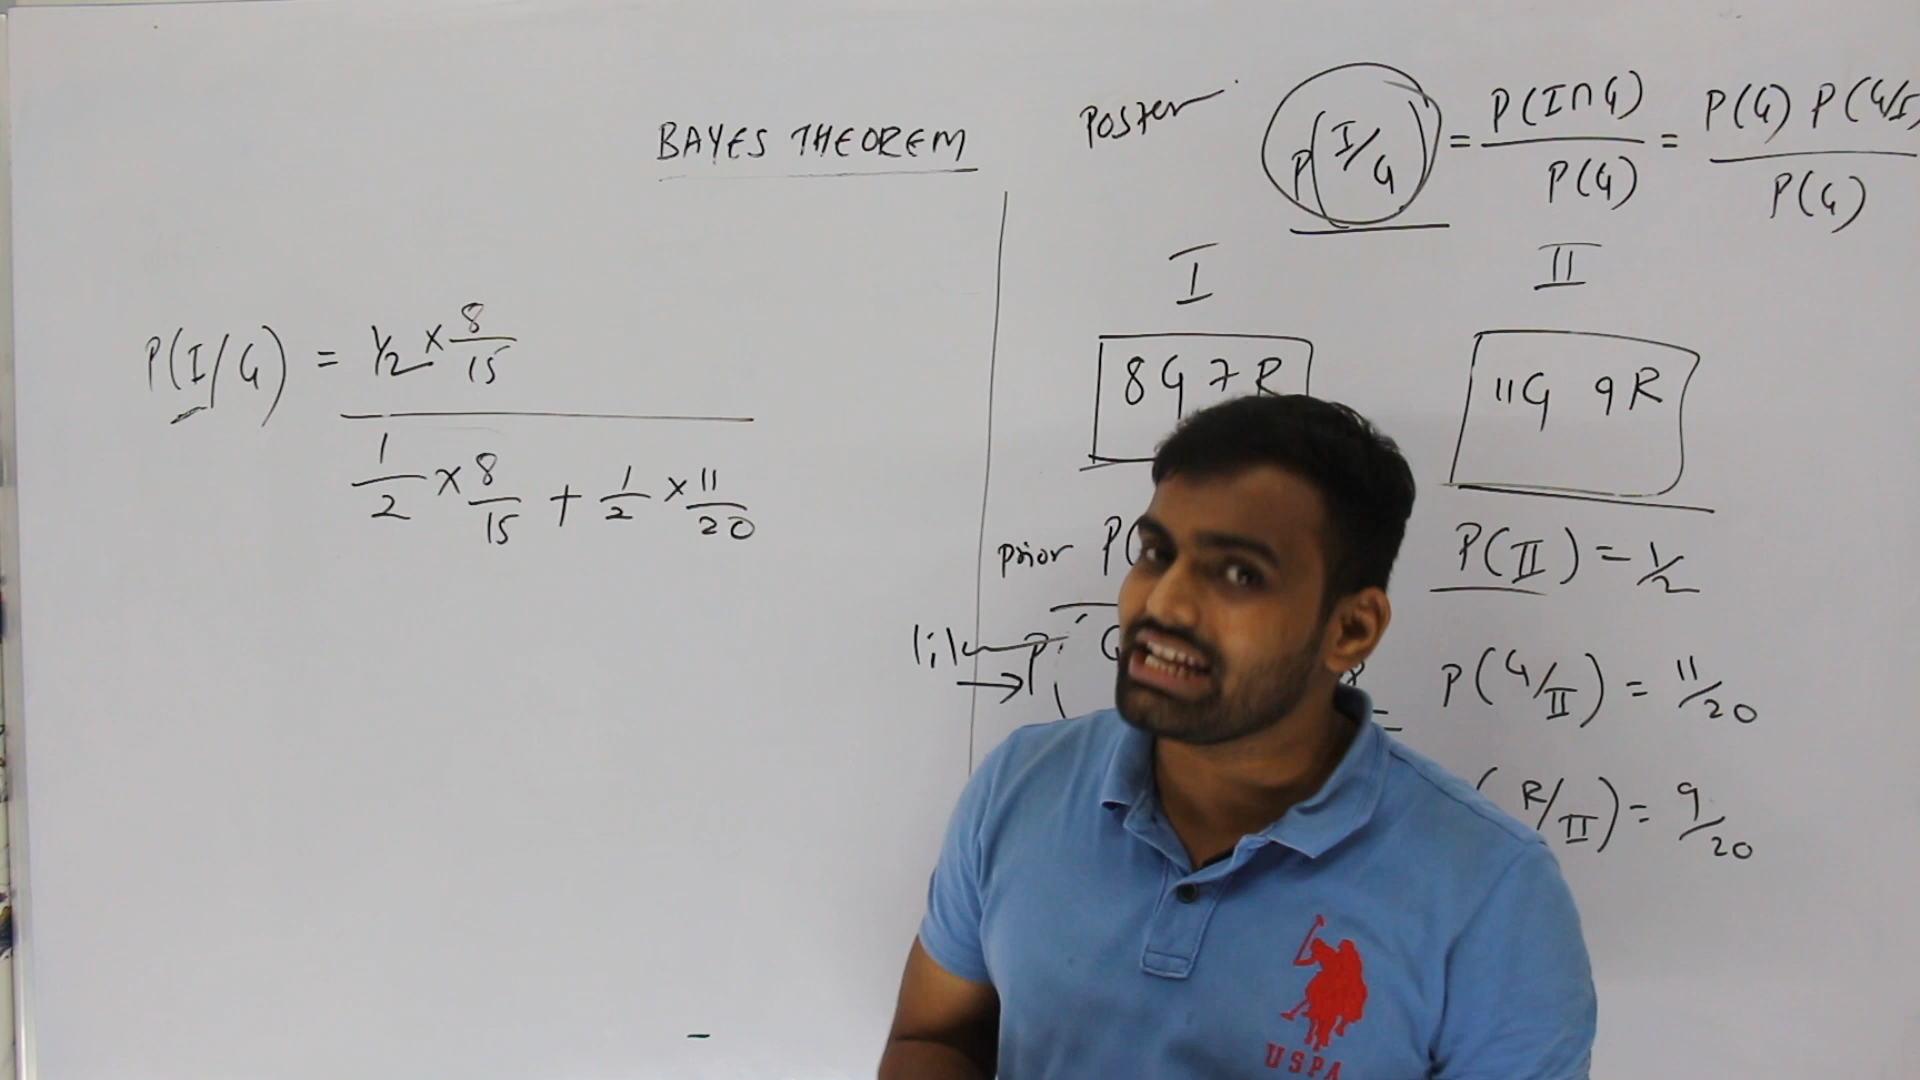 BAYES THEOREM
P(I/G) = 1/2 × 8/15
1/2 × 8/15 + 1/2 × 11/20
Poster
P(I/G) = P(I∩G)/P(G) = P(G) P(G/I)/P(G)
I II
8G 7R 11G 9R
prior P( P(II) = 1/2
P(G/II) = 11/20
R/II) = 9/20
USPA